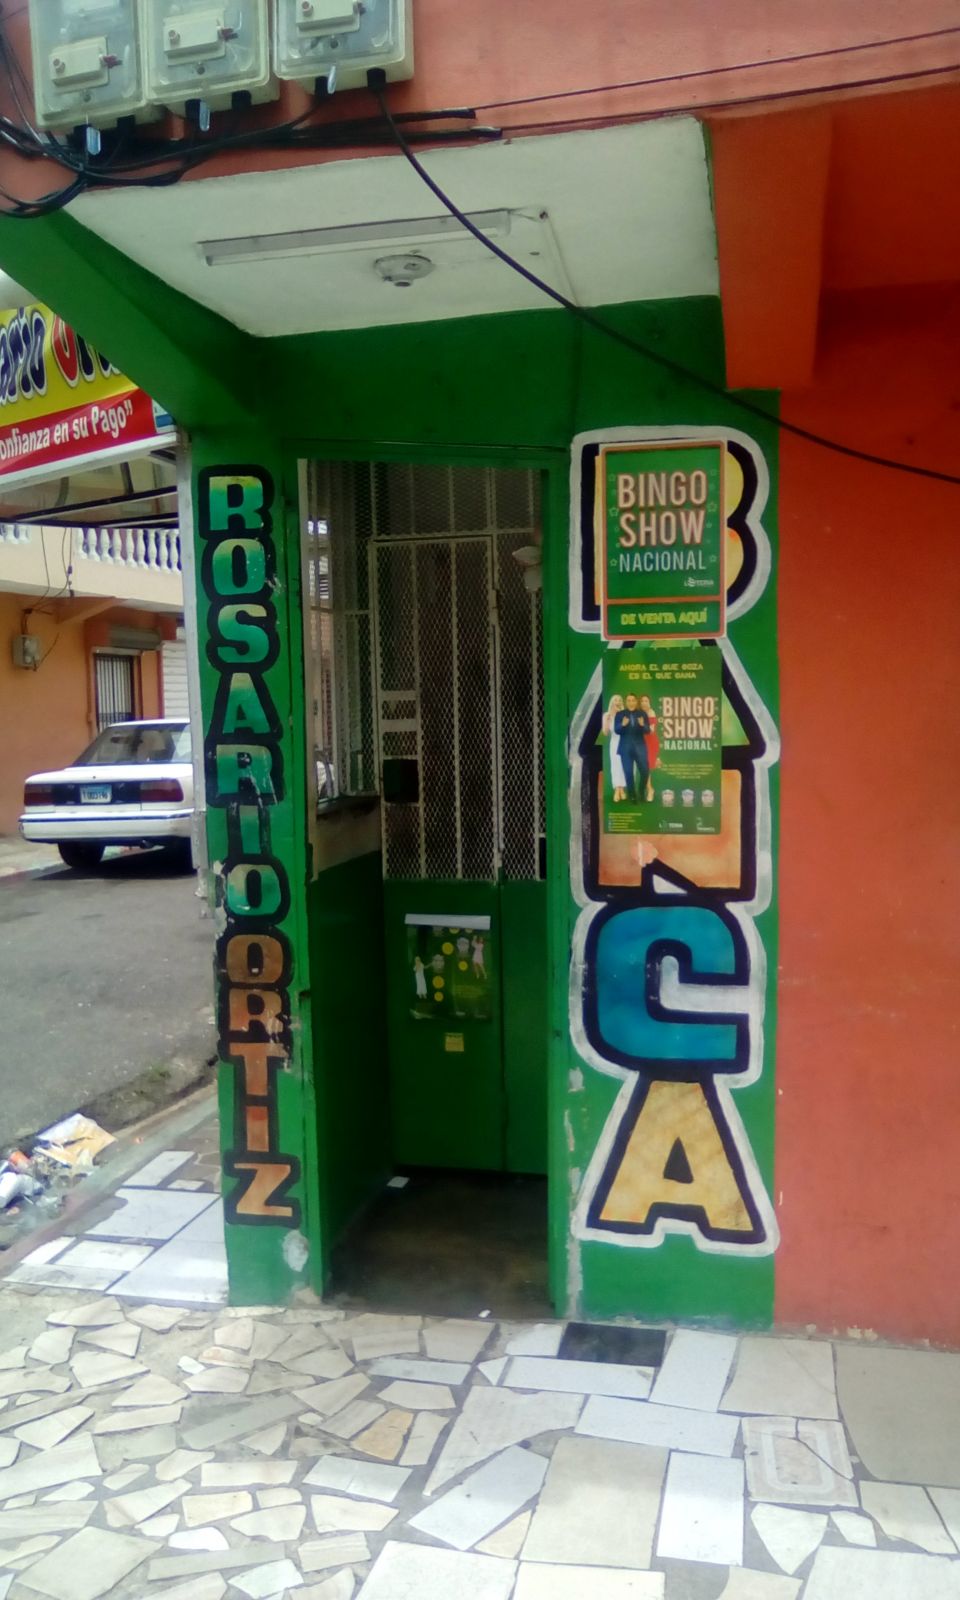 onfianza en su Pago"
ROSARIO ORTIZ
BANCA
BINGO
SHOW
NACIONAL
LOTERIA
DE VENTA AQUÍ
AHORA EL QUE GOZA
ES EL QUE GANA
BINGO
SHOW
NACIONAL